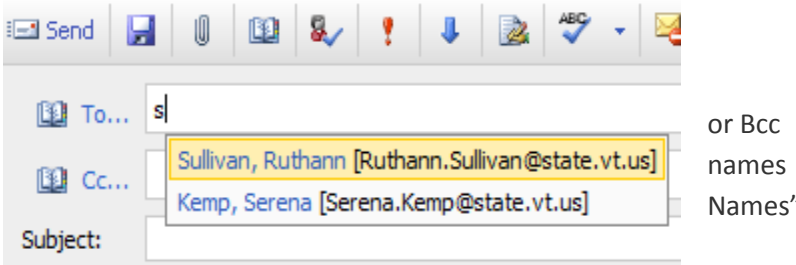 Send ABC
To... s
Sullivan, Ruthann [Ruthann.Sullivan@state.vt.us]
Cc...
Kemp, Serena [Serena.Kemp@state.vt.us]
Subject:
or Bcc
names
Names”